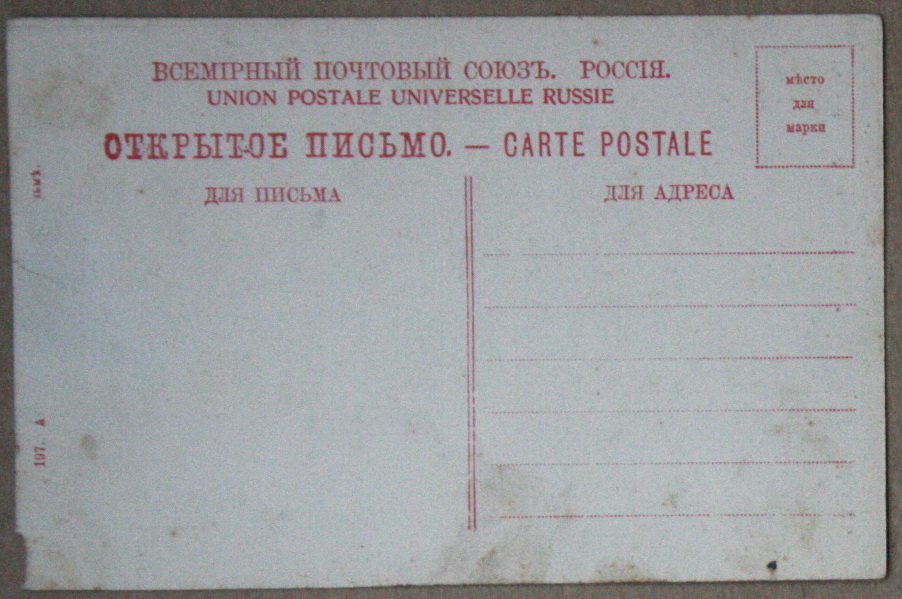 ВСЕМІРНЫЙ ПОЧТОВЫЙ СОЮЗЪ. РОССІЯ.
UNION POSTALE UNIVERSELLE RUSSIE
ОТКРЫТОЕ ПИСЬМО. — CARTE POSTALE
мѣсто
для
марки
ДЛЯ ПИСЬМА
ДЛЯ АДРЕСА
197. А